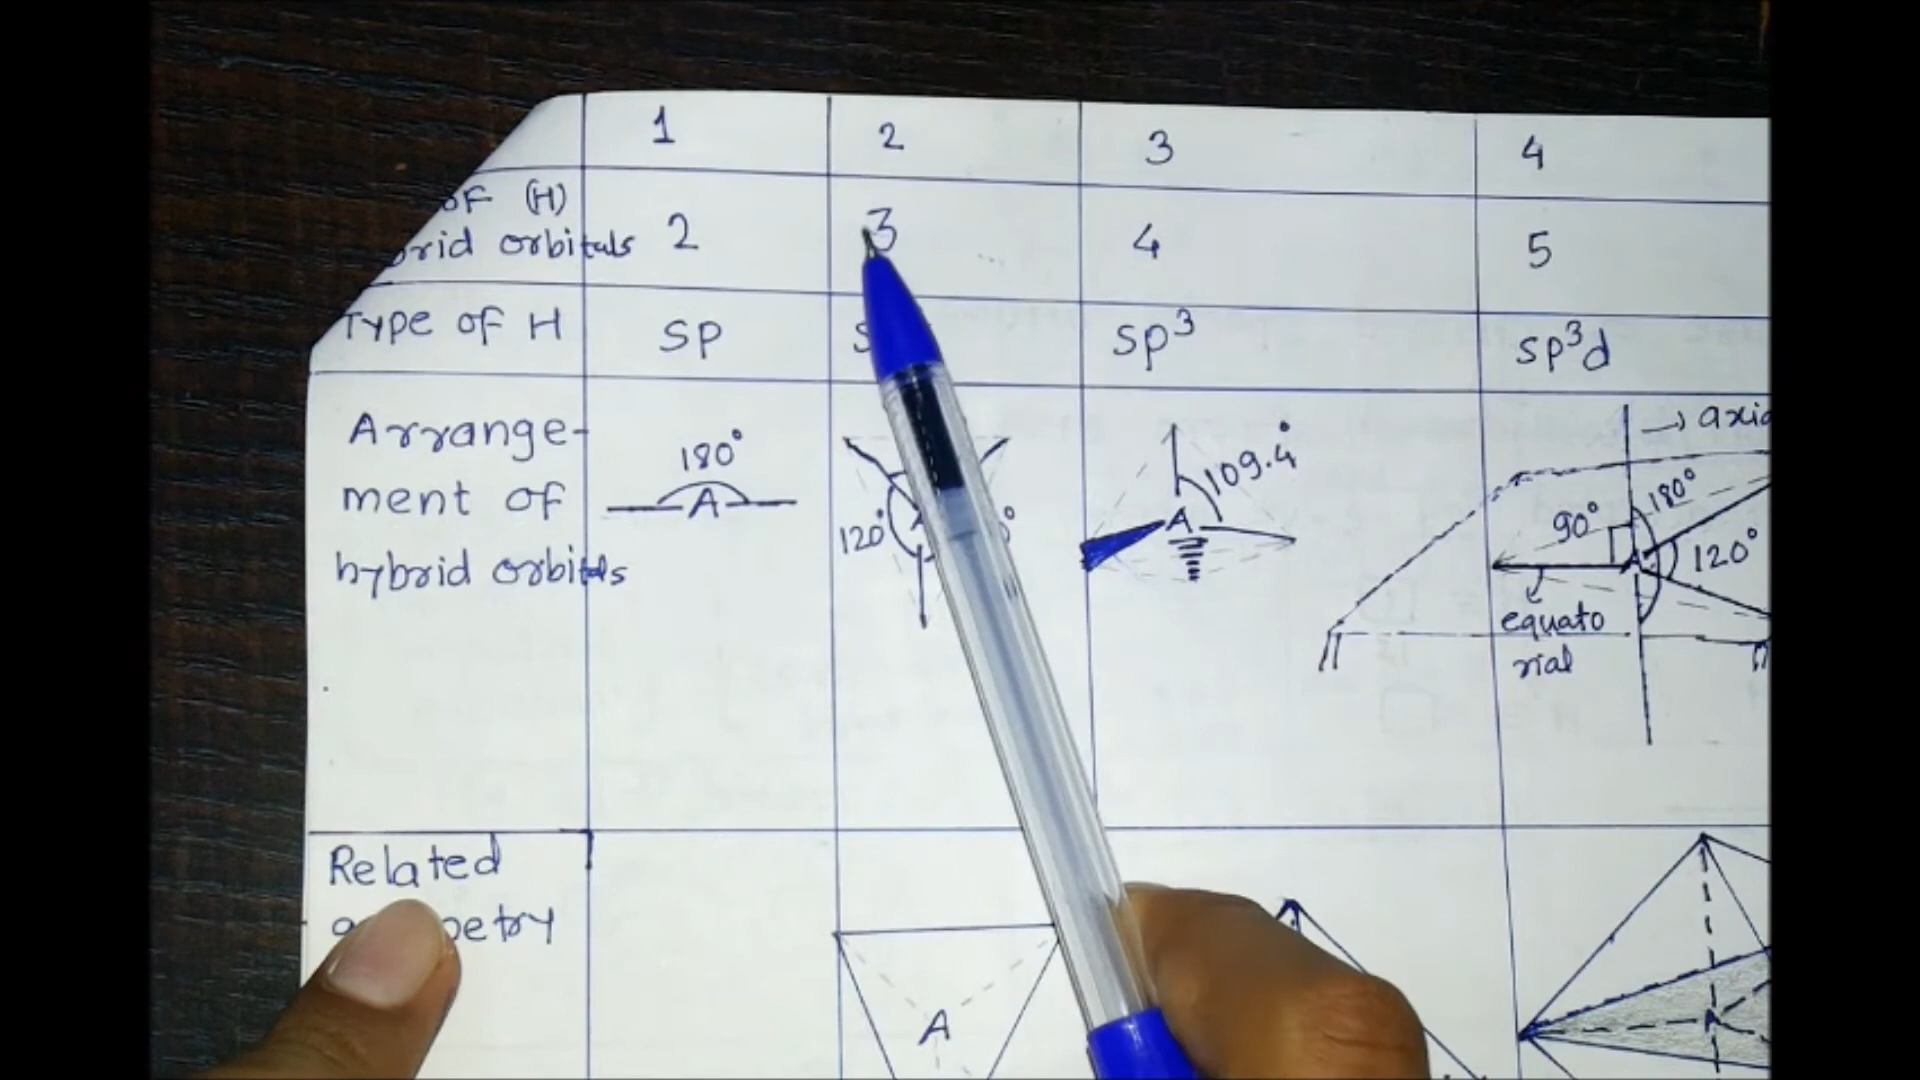 1 2 3 4
of (H)
orbitals 2 3 4 5
Type of H SP SP³ SP³d
Arrange-
ment of
hybrid orbitals
180°
A
120°
109.4°
A
→ axia
180°
90°
120°
A
equato
rial
Related
A